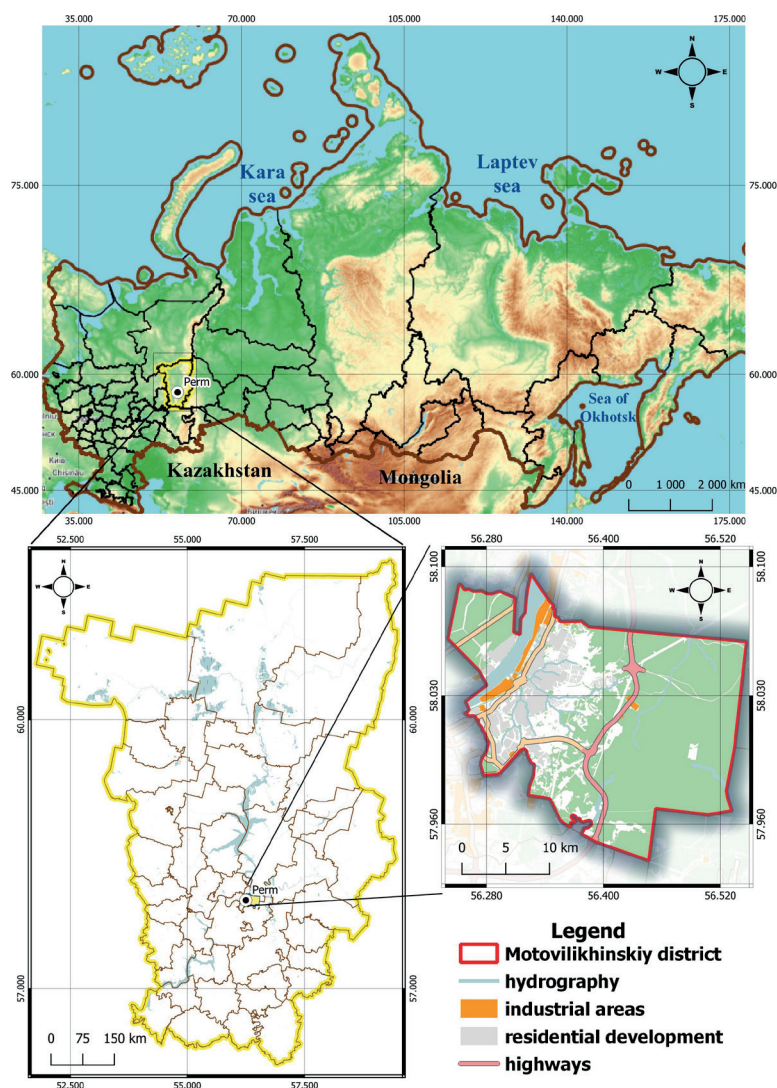 35.000 70.000 105.000 140.000 175.000
N
W E
S
Kara
sea
Laptev
sea
75.000 75.000
60.000 60.000
Perm
Sea of
Okhotsk
Kazakhstan
Mongolia
Chisinau
45.000 45.000
0 1 000 2 000 km
35.000 70.000 105.000 140.000 175.000
52.500 55.000 57.500
N
W E
S
60.000 60.000
Perm
57.000 57.000
0 75 150 km
52.500 55.000 57.500
56.280 56.400 56.520
58.100 58.100
N
W E
S
58.030 58.030
57.960 57.960
0 5 10 km
56.280 56.400 56.520
Legend
Motovilikhinskiy district
hydrography
industrial areas
residential development
highways